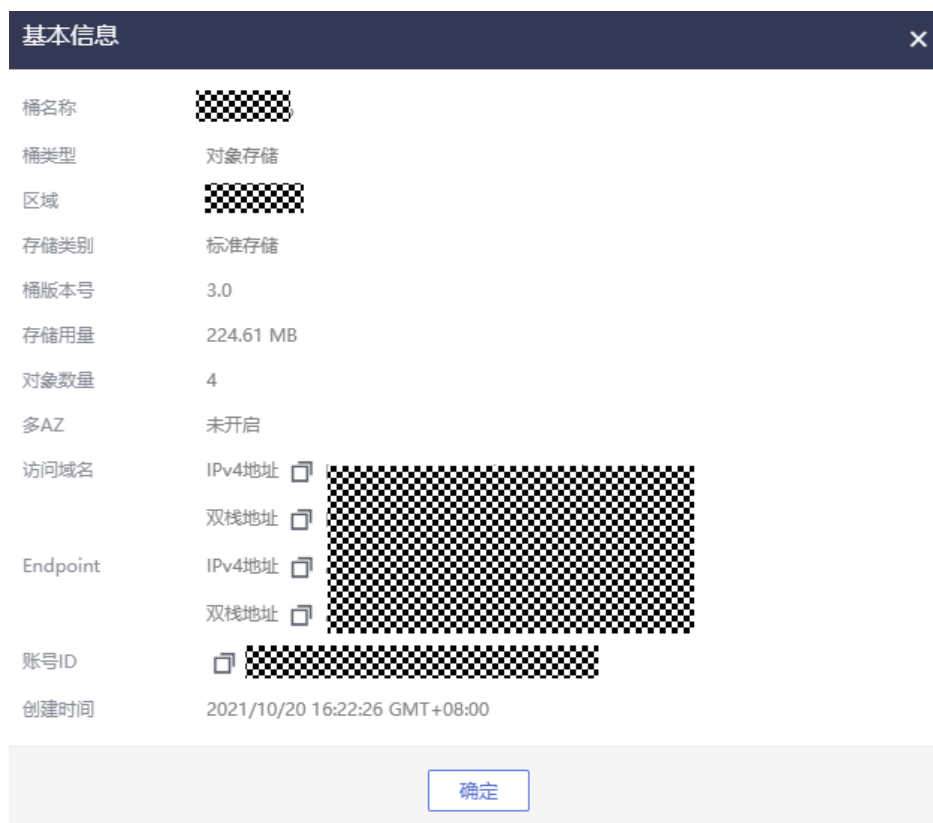 基本信息
桶名称
桶类型 对象存储
区域
存储类别 标准存储
桶版本号 3.0
存储用量 224.61 MB
对象数量 4
多AZ 未开启
访问域名 IPv4地址
双栈地址
Endpoint IPv4地址
双栈地址
账号ID
创建时间 2021/10/20 16:22:26 GMT+08:00
确定